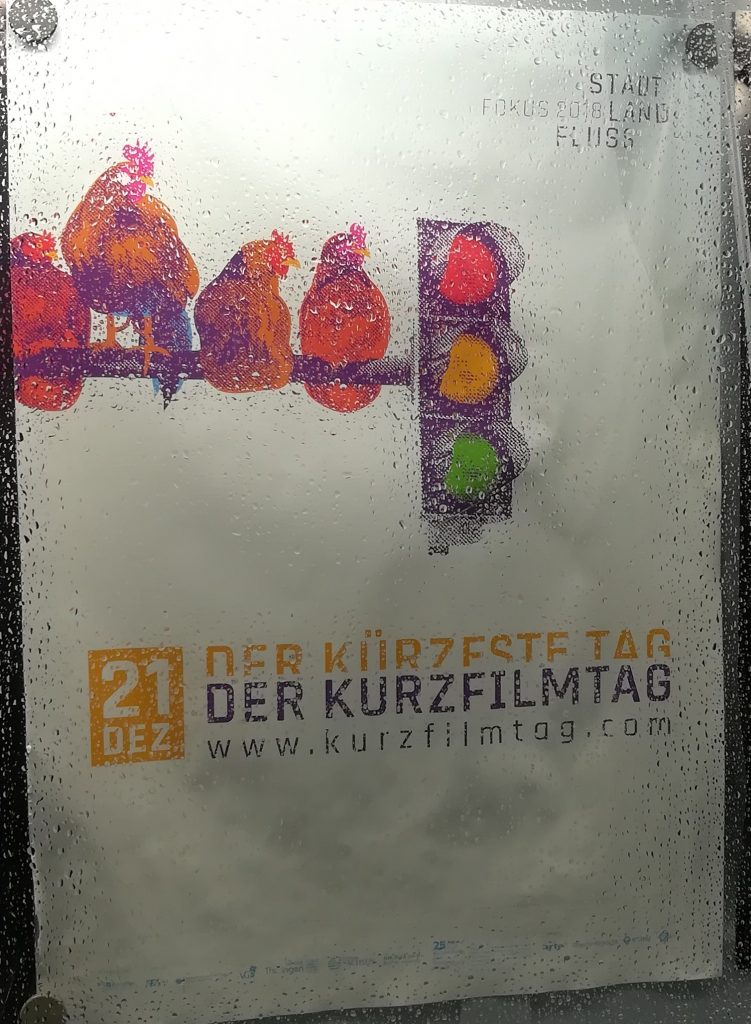 STADT
FOKUS 2018 LAND
FLUSS
21
DEZ
DER KÜRZESTE TAG
DER KURZFILMTAG
www.kurzfilmtag.com